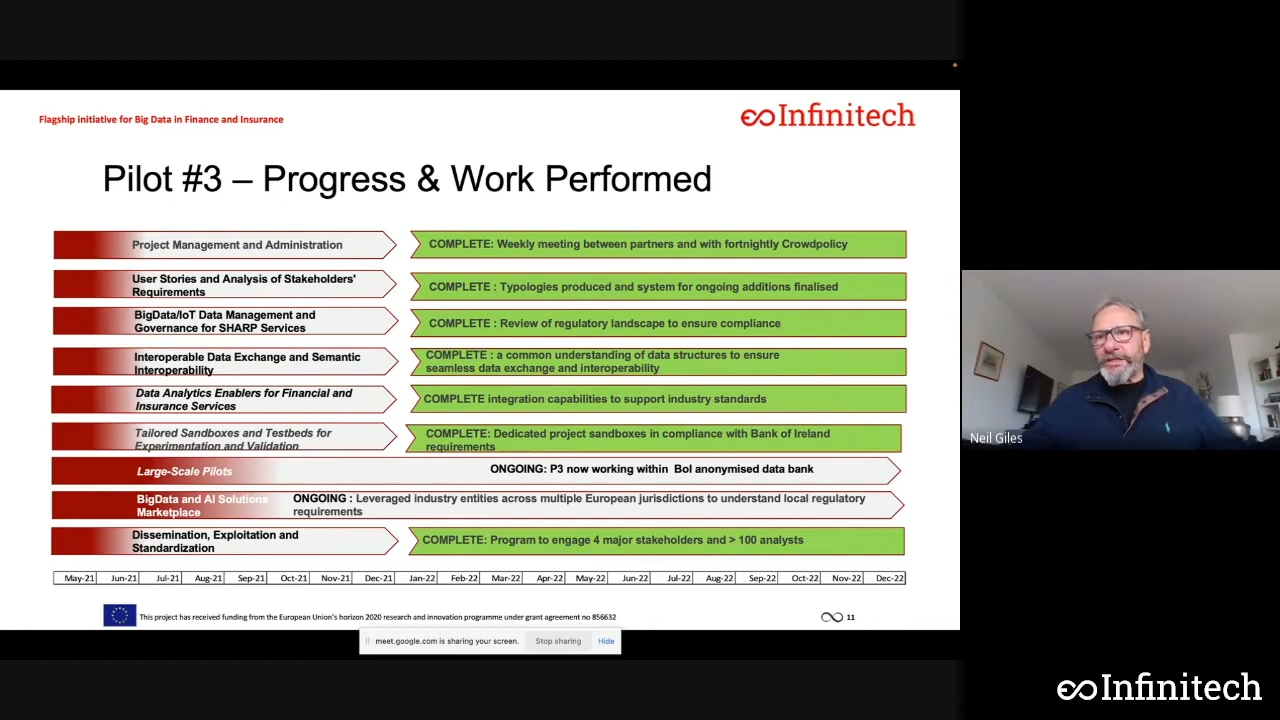 Flagship initiative for Big Data in Finance and Insurance
Infinitech
Pilot #3 – Progress & Work Performed
Project Management and Administration
COMPLETE: Weekly meeting between partners and with fortnightly Crowdpolicy
User Stories and Analysis of Stakeholders'
Requirements
COMPLETE : Typologies produced and system for ongoing additions finalised
BigData/IoT Data Management and
Governance for SHARP Services
COMPLETE : Review of regulatory landscape to ensure compliance
Interoperable Data Exchange and Semantic
Interoperability
COMPLETE : a common understanding of data structures to ensure
seamless data exchange and interoperability
Data Analytics Enablers for Financial and
Insurance Services
COMPLETE integration capabilities to support industry standards
Tailored Sandboxes and Testbeds for
Experimentation and Validation
COMPLETE: Dedicated project sandboxes in compliance with Bank of Ireland
requirements
Large-Scale Pilots
ONGOING: P3 now working within BoI anonymised data bank
BigData and AI Solutions
Marketplace
ONGOING : Leveraged industry entities across multiple European jurisdictions to understand local regulatory
requirements
Dissemination, Exploitation and
Standardization
COMPLETE: Program to engage 4 major stakeholders and > 100 analysts
May-21 Jun-21 Jul-21 Aug-21 Sep-21 Oct-21 Nov-21 Dec-21 Jan-22 Feb-22 Mar-22 Apr-22 May-22 Jun-22 Jul-22 Aug-22 Sep-22 Oct-22 Nov-22 Dec-22
This project has received funding from the European Union's horizon 2020 research and innovation programme under grant agreement no 856632
11
meet.google.com is sharing your screen. Stop sharing Hide
Neil Giles
Infinitech